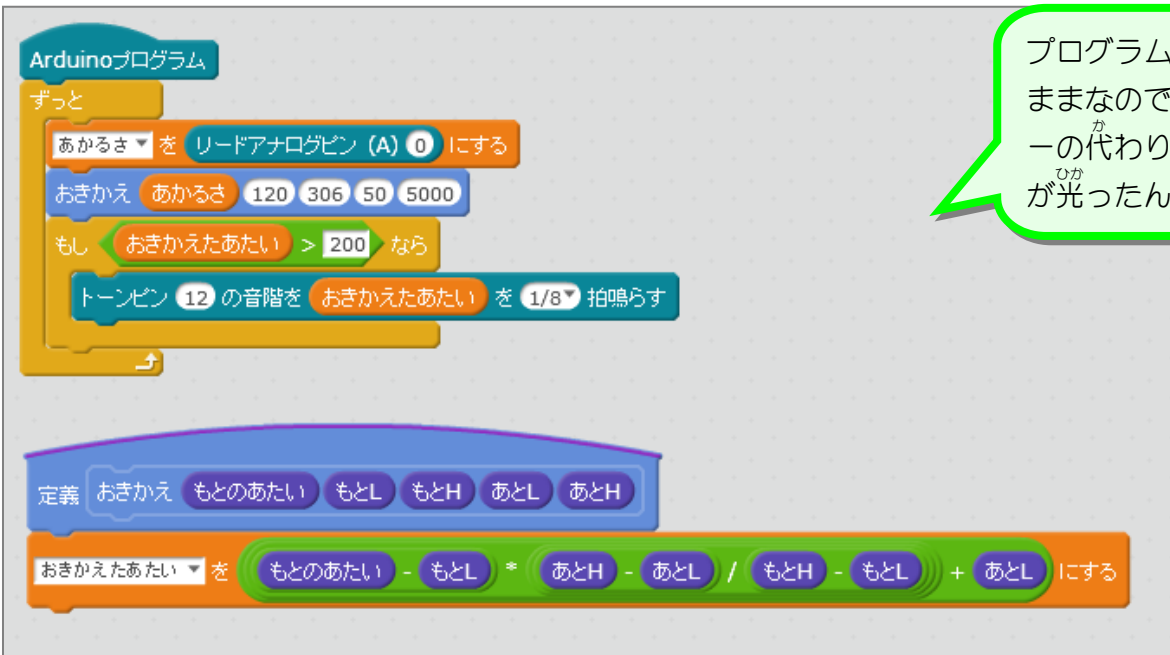 Arduinoプログラム
ずっと
あかるさ を リードアナログピン (A) 0 にする
おきかえ あかるさ 120 306 50 5000
もし おきかえたあたい > 200 なら
トーンピン 12 の音階を おきかえたあたい を 1/8 拍鳴らす
プログラム
ままなので
ーの代わり
か
が光ったん
ひか
定義 おきかえ もとのあたい もとL もとH あとL あとH
おきかえたあたい を もとのあたい - もとL * あとH - あとL / もとH - もとL + あとL にする